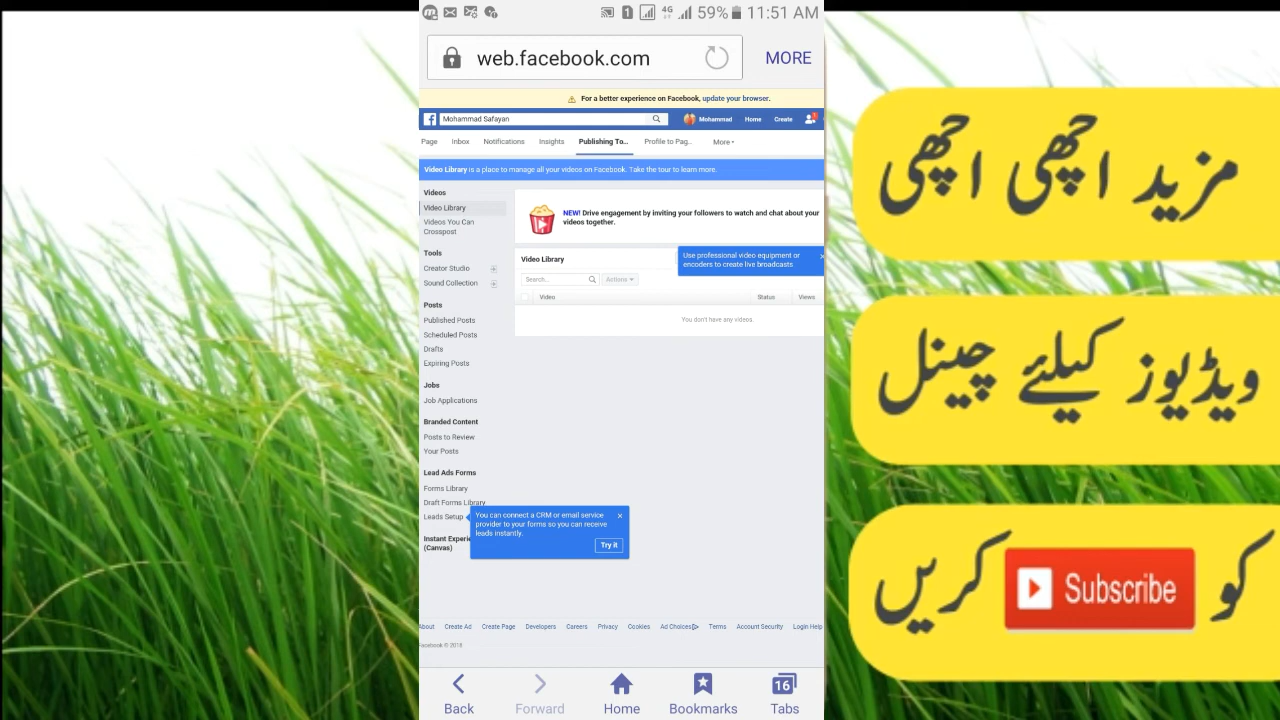 59% 11:51 AM
4G
1
web.facebook.com
MORE
For a better experience on Facebook, update your browser.
Mohammad Safayan
Mohammad Home Create
Page Inbox Notifications Insights Publishing To... Profile to Pag... More
Video Library is a place to manage all your videos on Facebook. Take the tour to learn more.
Videos
Video Library
Videos You Can
Crosspost
Tools
Creator Studio
Sound Collection
Posts
Published Posts
Scheduled Posts
Drafts
Expiring Posts
Jobs
Job Applications
Branded Content
Posts to Review
Your Posts
Lead Ads Forms
Forms Library
Draft Forms Library
Leads Setup
Instant Experie
(Canvas)
NEW! Drive engagement by inviting your followers to watch and chat about your
videos together.
Video Library
Use professional video equipment or
encoders to create live broadcasts
Search... Actions
Video Status Views
You don't have any videos.
You can connect a CRM or email service
provider to your forms so you can receive
leads instantly.
Try it
About Create Ad Create Page Developers Careers Privacy Cookies Ad Choices Terms Account Security Login Help
Facebook © 2018
Back Forward Home Bookmarks Tabs
16
مزید اچھی اچھی
ویڈیوز کیلئے چینل
کو Subscribe کریں